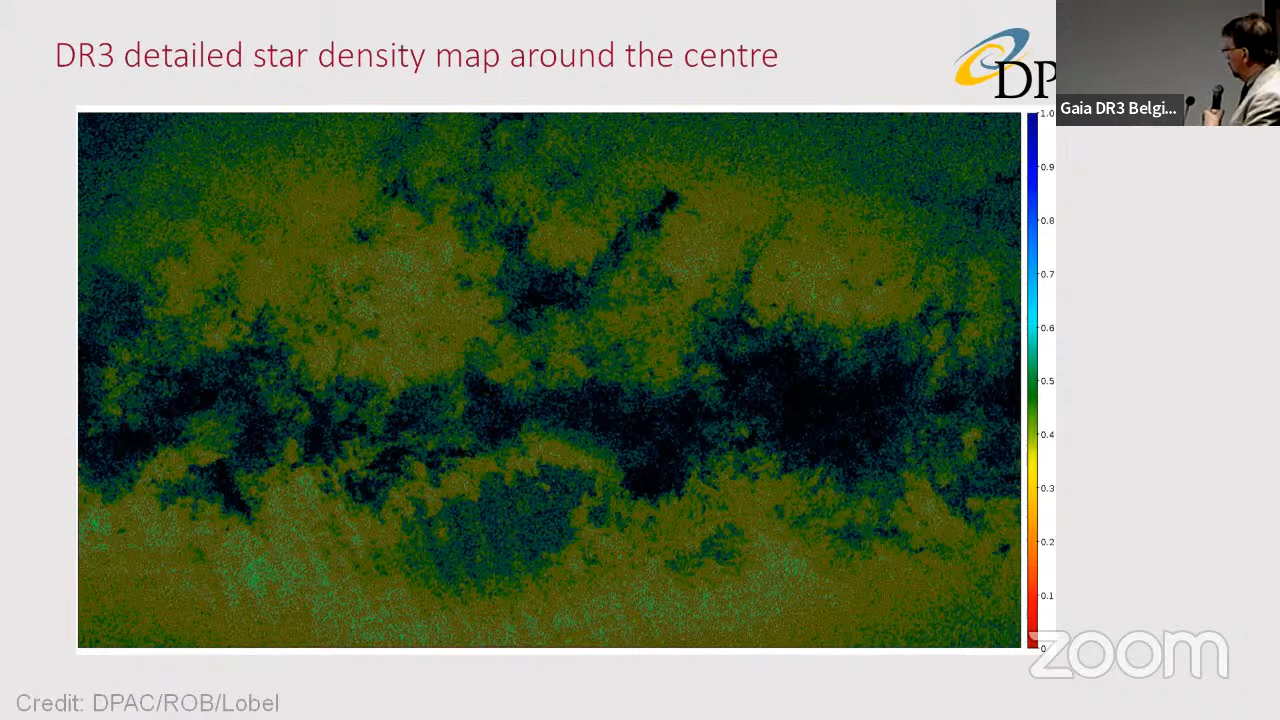 DR3 detailed star density map around the centre
DP
Gaia DR3 Belgi...
1.0
0.9
0.8
0.7
0.6
0.5
0.4
0.3
0.2
0.1
0
zoom
Credit: DPAC/ROB/Lobel